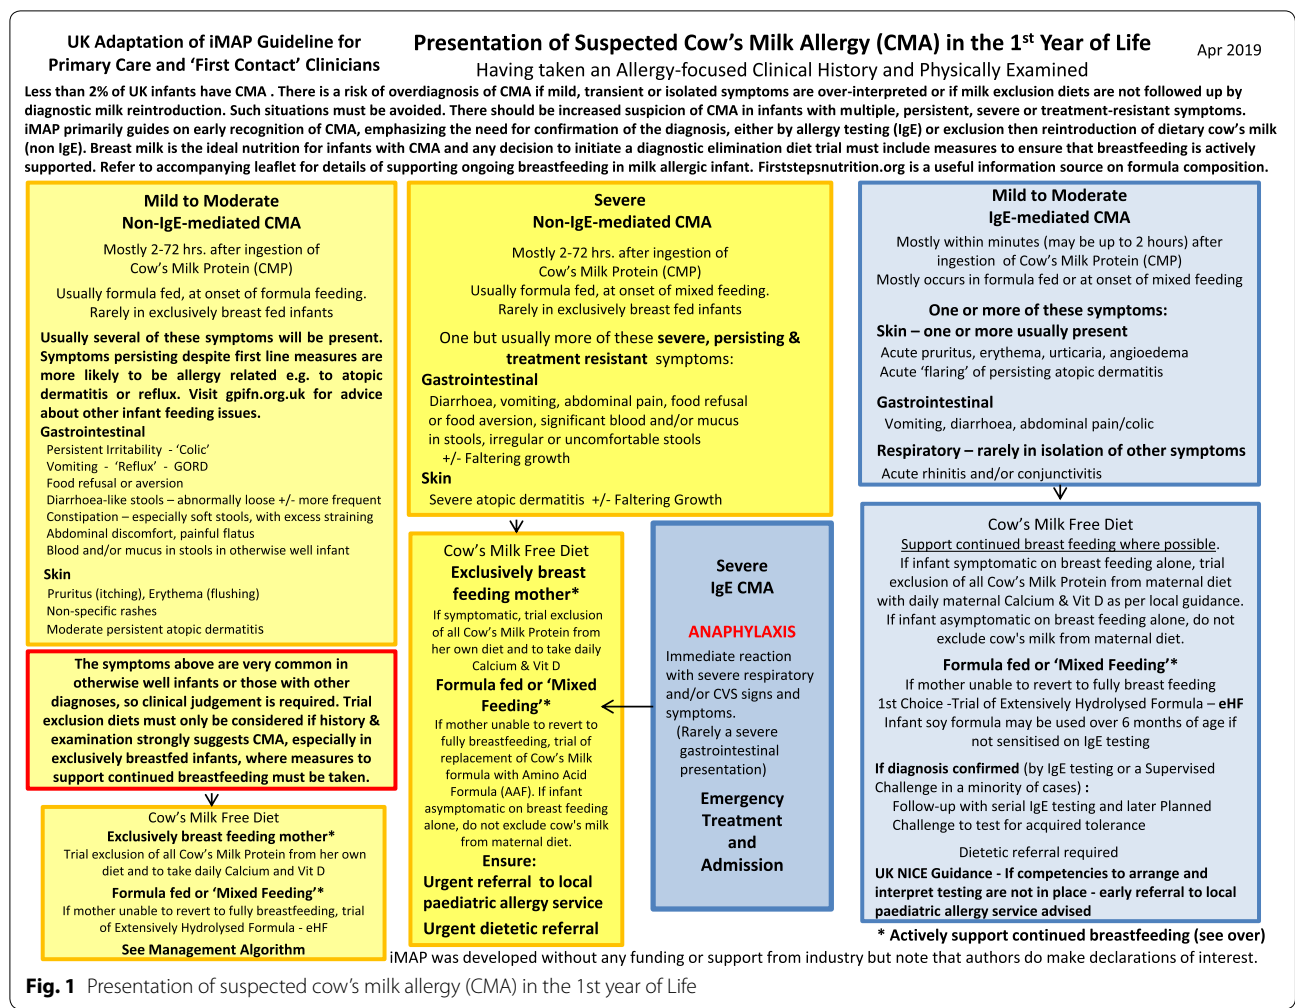 UK Adaptation of iMAP Guideline for
Primary Care and ‘First Contact’ Clinicians
Presentation of Suspected Cow’s Milk Allergy (CMA) in the 1st Year of Life
Having taken an Allergy-focused Clinical History and Physically Examined
Apr 2019
Less than 2% of UK infants have CMA . There is a risk of overdiagnosis of CMA if mild, transient or isolated symptoms are over-interpreted or if milk exclusion diets are not followed up by
diagnostic milk reintroduction. Such situations must be avoided. There should be increased suspicion of CMA in infants with multiple, persistent, severe or treatment-resistant symptoms.
iMAP primarily guides on early recognition of CMA, emphasizing the need for confirmation of the diagnosis, either by allergy testing (IgE) or exclusion then reintroduction of dietary cow’s milk
(non IgE). Breast milk is the ideal nutrition for infants with CMA and any decision to initiate a diagnostic elimination diet trial must include measures to ensure that breastfeeding is actively
supported. Refer to accompanying leaflet for details of supporting ongoing breastfeeding in milk allergic infant. Firststepsnutrition.org is a useful information source on formula composition.
Mild to Moderate
Non-IgE-mediated CMA
Mostly 2-72 hrs. after ingestion of
Cow’s Milk Protein (CMP)
Usually formula fed, at onset of formula feeding.
Rarely in exclusively breast fed infants
Usually several of these symptoms will be present.
Symptoms persisting despite first line measures are
more likely to be allergy related e.g. to atopic
dermatitis or reflux. Visit gpifn.org.uk for advice
about other infant feeding issues.
Gastrointestinal
Persistent Irritability - ‘Colic’
Vomiting - ‘Reflux’ - GORD
Food refusal or aversion
Diarrhoea-like stools – abnormally loose +/- more frequent
Constipation – especially soft stools, with excess straining
Abdominal discomfort, painful flatus
Blood and/or mucus in stools in otherwise well infant
Skin
Pruritus (itching), Erythema (flushing)
Non-specific rashes
Moderate persistent atopic dermatitis
The symptoms above are very common in
otherwise well infants or those with other
diagnoses, so clinical judgement is required. Trial
exclusion diets must only be considered if history &
examination strongly suggests CMA, especially in
exclusively breastfed infants, where measures to
support continued breastfeeding must be taken.
Cow’s Milk Free Diet
Exclusively breast feeding mother*
Trial exclusion of all Cow’s Milk Protein from her own
diet and to take daily Calcium and Vit D
Formula fed or ‘Mixed Feeding’*
If mother unable to revert to fully breastfeeding, trial
of Extensively Hydrolysed Formula - eHF
See Management Algorithm
Severe
Non-IgE-mediated CMA
Mostly 2-72 hrs. after ingestion of
Cow’s Milk Protein (CMP)
Usually formula fed, at onset of mixed feeding.
Rarely in exclusively breast fed infants
One but usually more of these severe, persisting &
treatment resistant symptoms:
Gastrointestinal
Diarrhoea, vomiting, abdominal pain, food refusal
or food aversion, significant blood and/or mucus
in stools, irregular or uncomfortable stools
+/- Faltering growth
Skin
Severe atopic dermatitis +/- Faltering Growth
Cow’s Milk Free Diet
Exclusively breast
feeding mother*
If symptomatic, trial exclusion
of all Cow’s Milk Protein from
her own diet and to take daily
Calcium & Vit D
Formula fed or ‘Mixed
Feeding’*
If mother unable to revert to
fully breastfeeding, trial of
replacement of Cow’s Milk
formula with Amino Acid
Formula (AAF). If infant
asymptomatic on breast feeding
alone, do not exclude cow's milk
from maternal diet.
Ensure:
Urgent referral to local
paediatric allergy service
Urgent dietetic referral
Severe
IgE CMA
ANAPHYLAXIS
Immediate reaction
with severe respiratory
and/or CVS signs and
symptoms.
(Rarely a severe
gastrointestinal
presentation)
Emergency
Treatment
and
Admission
Mild to Moderate
IgE-mediated CMA
Mostly within minutes (may be up to 2 hours) after
ingestion of Cow’s Milk Protein (CMP)
Mostly occurs in formula fed or at onset of mixed feeding
One or more of these symptoms:
Skin – one or more usually present
Acute pruritus, erythema, urticaria, angioedema
Acute ‘flaring’ of persisting atopic dermatitis
Gastrointestinal
Vomiting, diarrhoea, abdominal pain/colic
Respiratory – rarely in isolation of other symptoms
Acute rhinitis and/or conjunctivitis
Cow’s Milk Free Diet
Support continued breast feeding where possible.
If infant symptomatic on breast feeding alone, trial
exclusion of all Cow’s Milk Protein from maternal diet
with daily maternal Calcium & Vit D as per local guidance.
If infant asymptomatic on breast feeding alone, do not
exclude cow's milk from maternal diet.
Formula fed or ‘Mixed Feeding’*
If mother unable to revert to fully breast feeding
1st Choice -Trial of Extensively Hydrolysed Formula – eHF
Infant soy formula may be used over 6 months of age if
not sensitised on IgE testing
If diagnosis confirmed (by IgE testing or a Supervised
Challenge in a minority of cases) :
Follow-up with serial IgE testing and later Planned
Challenge to test for acquired tolerance
Dietetic referral required
UK NICE Guidance - If competencies to arrange and
interpret testing are not in place - early referral to local
paediatric allergy service advised
* Actively support continued breastfeeding (see over)
iMAP was developed without any funding or support from industry but note that authors do make declarations of interest.
Fig. 1 Presentation of suspected cow’s milk allergy (CMA) in the 1st year of Life